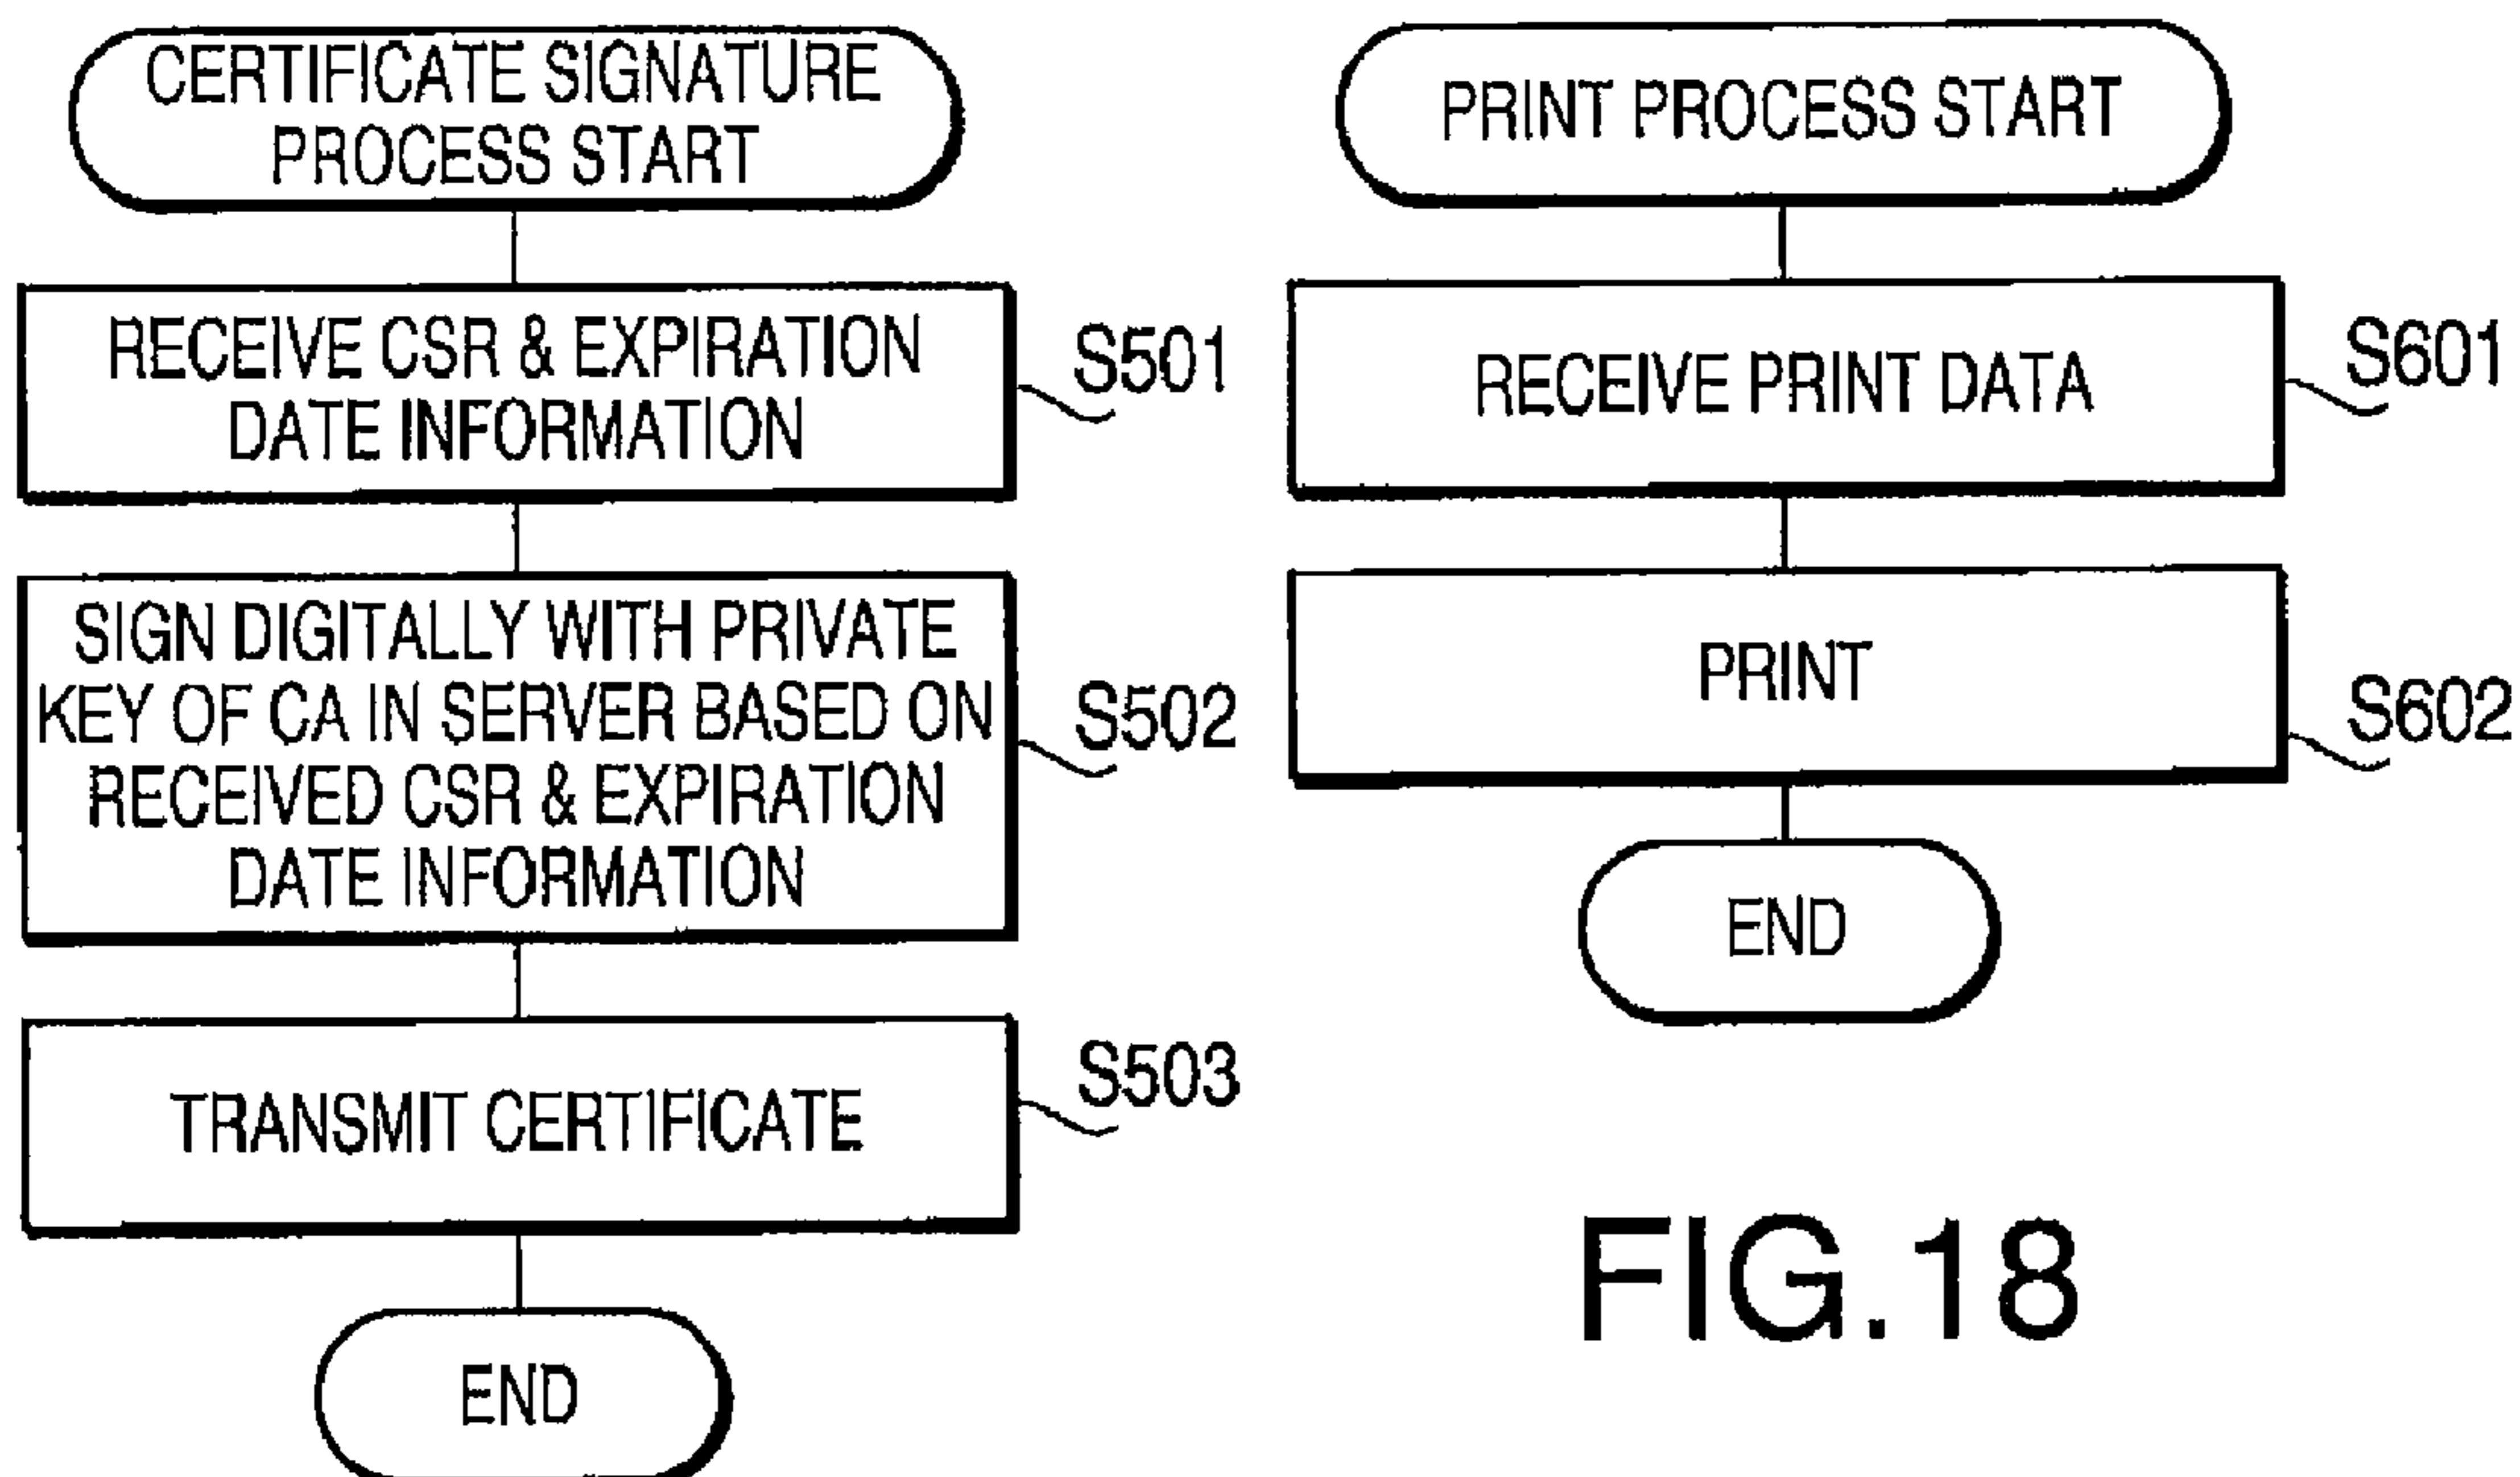 CERTIFICATE SIGNATURE
PROCESS START
RECEIVE CSR & EXPIRATION
DATE INFORMATION
S501
SIGN DIGITALLY WITH PRIVATE
KEY OF CA IN SERVER BASED ON
RECEIVED CSR & EXPIRATION
DATE INFORMATION
S502
TRANSMIT CERTIFICATE
S503
END
PRINT PROCESS START
RECEIVE PRINT DATA
S601
PRINT
S602
END
FIG.18